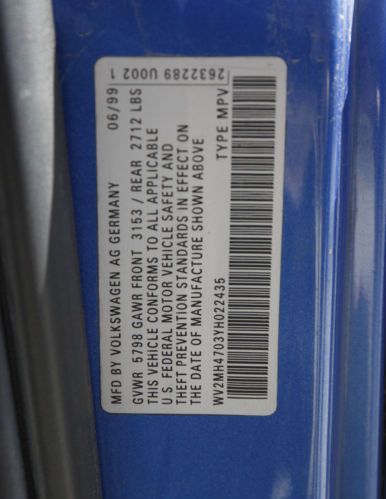 MFD BY VOLKSWAGEN AG GERMANY 06/99
GVWR 5798 GAWR FRONT 3153 / REAR 2712 LBS
THIS VEHICLE CONFORMS TO ALL APPLICABLE
U.S. FEDERAL MOTOR VEHICLE SAFETY AND
THEFT PREVENTION STANDARDS IN EFFECT ON
THE DATE OF MANUFACTURE SHOWN ABOVE
WV2MH4703YH022435 TYPE MPV
2632289 U002 1